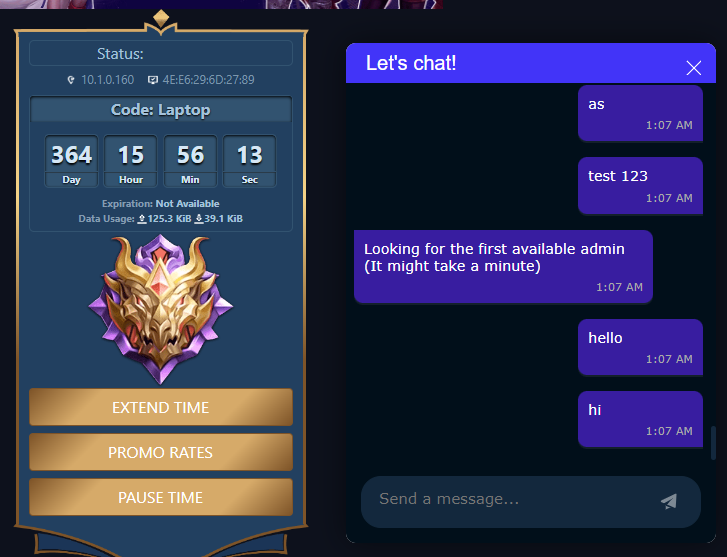 Status:
10.1.0.160 4E:E6:29:6D:27:89
Code: Laptop
364 15 56 13
Day Hour Min Sec
Expiration: Not Available
Data Usage: 125.3 KiB 39.1 KiB
EXTEND TIME
PROMO RATES
PAUSE TIME
Let's chat!
as
1:07 AM
test 123
1:07 AM
Looking for the first available admin
(It might take a minute)
1:07 AM
hello
1:07 AM
hi
1:07 AM
Send a message...